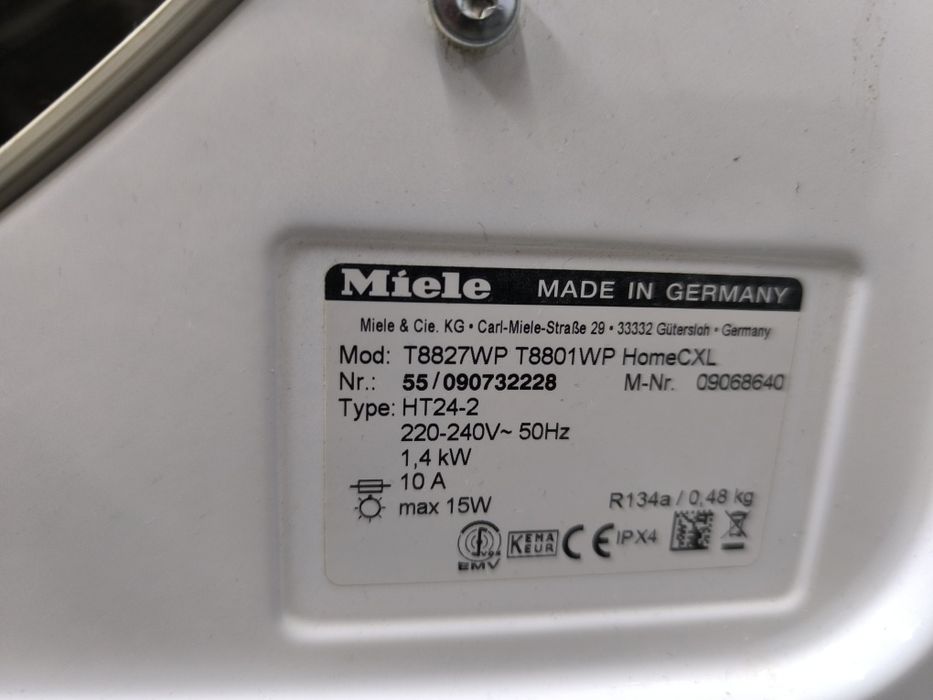 Miele MADE IN GERMANY
Miele & Cie. KG • Carl-Miele-Straße 29 • 33332 Gütersloh • Germany
Mod: T8827WP T8801WP HomeCXL
Nr.: 55/090732228 M-Nr. 09068640
Type: HT24-2
220-240V~ 50Hz
1,4 kW
10 A
max 15W R134a / 0,48 kg
EMV KEMA KEUR CE IPX4